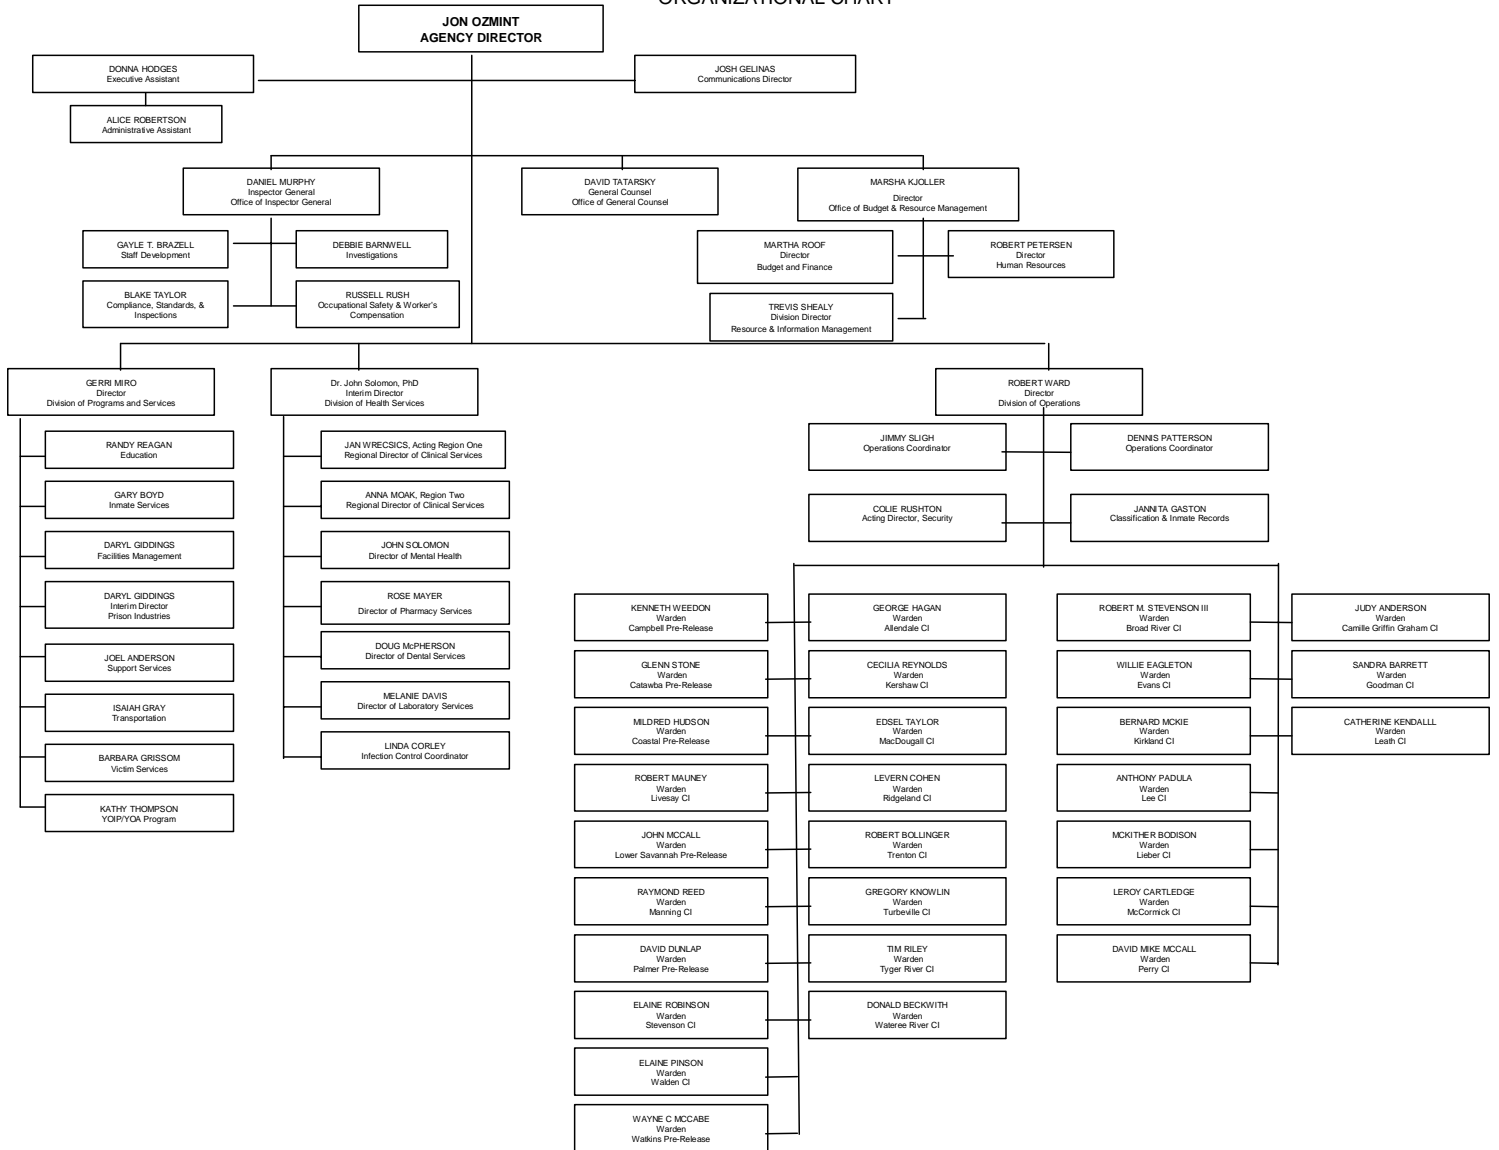 ORGANIZATIONAL CHART
JON OZMINT
AGENCY DIRECTOR
DONNA HODGES
Executive Assistant
JOSH GELINAS
Communications Director
ALICE ROBERTSON
Administrative Assistant
DANIEL MURPHY
Inspector General
Office of Inspector General
DAVID TATARSKY
General Counsel
Office of General Counsel
MARSHA KJOLLER
Director
Office of Budget & Resource Management
GAYLE T. BRAZELL
Staff Development
DEBBIE BARNWELL
Investigations
MARTHA ROOF
Director
Budget and Finance
ROBERT PETERSEN
Director
Human Resources
BLAKE TAYLOR
Compliance, Standards, &
Inspections
RUSSELL RUSH
Occupational Safety & Worker's
Compensation
TREVIS SHEALY
Division Director
Resource & Information Management
GERRI MIRO
Director
Division of Programs and Services
Dr. John Solomon, PhD
Interim Director
Division of Health Services
ROBERT WARD
Director
Division of Operations
RANDY REAGAN
Education
GARY BOYD
Inmate Services
DARYL GIDDINGS
Facilities Management
DARYL GIDDINGS
Interim Director
Prison Industries
JOEL ANDERSON
Support Services
ISAIAH GRAY
Transportation
BARBARA GRISSOM
Victim Services
KATHY THOMPSON
YOIP/YOA Program
JAN WRECSICS, Acting Region One
Regional Director of Clinical Services
ANNA MOAK, Region Two
Regional Director of Clinical Services
JOHN SOLOMON
Director of Mental Health
ROSE MAYER
Director of Pharmacy Services
DOUG McPHERSON
Director of Dental Services
MELANIE DAVIS
Director of Laboratory Services
LINDA CORLEY
Infection Control Coordinator
JIMMY SLIGH
Operations Coordinator
DENNIS PATTERSON
Operations Coordinator
COLIE RUSHTON
Acting Director, Security
JANNITA GASTON
Classification & Inmate Records
KENNETH WEEDON
Warden
Campbell Pre-Release
GLENN STONE
Warden
Catawba Pre-Release
MILDRED HUDSON
Warden
Coastal Pre-Release
ROBERT MAUNEY
Warden
Livesay CI
JOHN MCCALL
Warden
Lower Savannah Pre-Release
RAYMOND REED
Warden
Manning CI
DAVID DUNLAP
Warden
Palmer Pre-Release
ELAINE ROBINSON
Warden
Stevenson CI
ELAINE PINSON
Warden
Walden CI
WAYNE C MCCABE
Warden
Watkins Pre-Release
GEORGE HAGAN
Warden
Allendale CI
CECILIA REYNOLDS
Warden
Kershaw CI
EDSEL TAYLOR
Warden
MacDougall CI
LEVERN COHEN
Warden
Ridgeland CI
ROBERT BOLLINGER
Warden
Trenton CI
GREGORY KNOWLIN
Warden
Turbeville CI
TIM RILEY
Warden
Tyger River CI
DONALD BECKWITH
Warden
Wateree River CI
ROBERT M. STEVENSON III
Warden
Broad River CI
WILLIE EAGLETON
Warden
Evans CI
BERNARD MCKIE
Warden
Kirkland CI
ANTHONY PADULA
Warden
Lee CI
MCKITHER BODISON
Warden
Lieber CI
LEROY CARTLEDGE
Warden
McCormick CI
DAVID MIKE MCCALL
Warden
Perry CI
JUDY ANDERSON
Warden
Camille Griffin Graham CI
SANDRA BARRETT
Warden
Goodman CI
CATHERINE KENDALLL
Warden
Leath CI